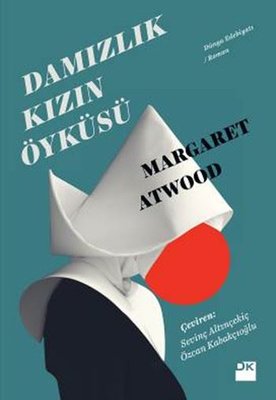 DAMIZLIK
KIZIN
ÖYKÜSÜ
Dünya Edebiyatı
/ Roman
MARGARET
ATWOOD
Çeviren:
Sevinç Altınçekiç
Özcan Kabakçıoğlu
DK